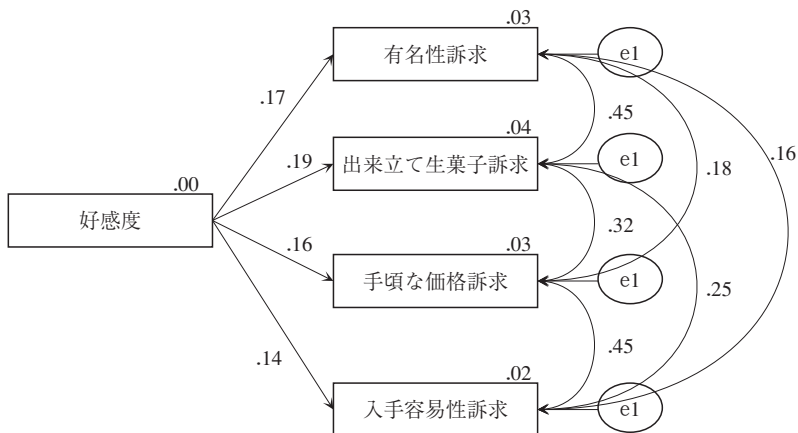 .03
有名性訴求
e1
.17
.45
.04
.16
.19
出来立て生菓子訴求
e1
.18
.00
好感度
.32
.16
.03
手頃な価格訴求
e1
.25
.14
.45
.02
入手容易性訴求
e1